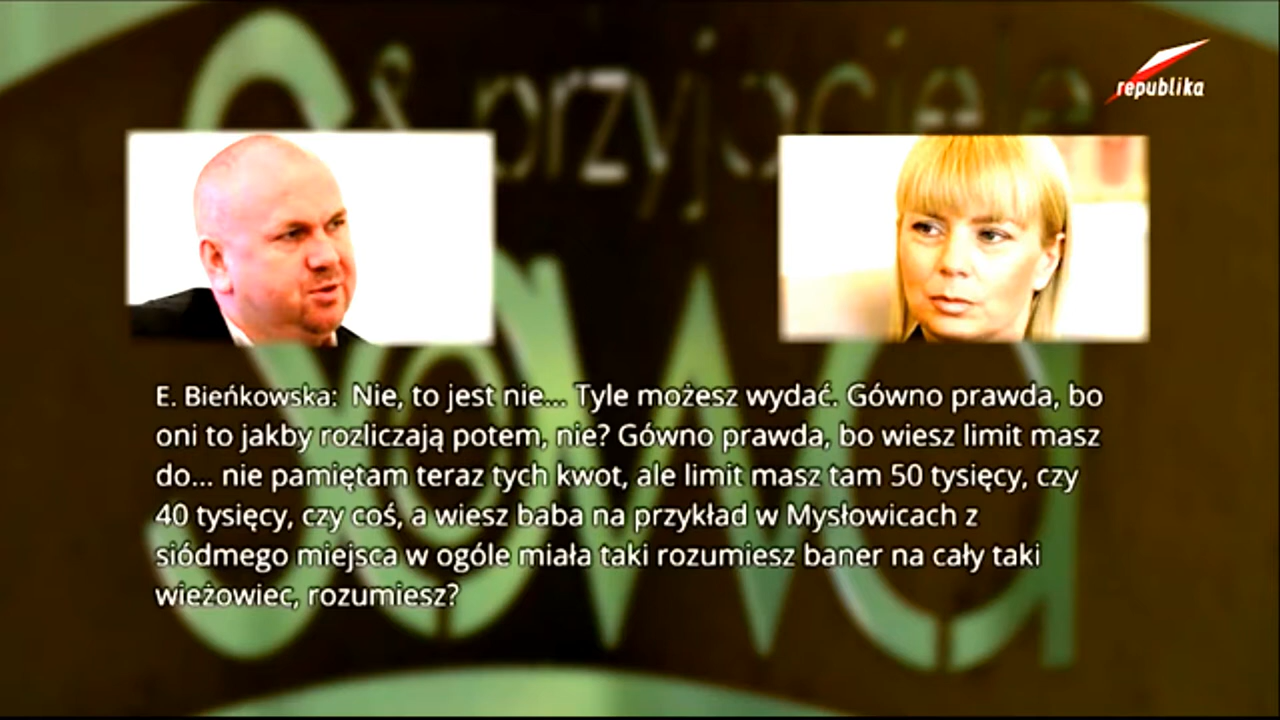 & przyjaciele
republika
Sowa
E. Bieńkowska: Nie, to jest nie... Tyle możesz wydać. Gówno prawda, bo
oni to jakby rozliczają potem, nie? Gówno prawda, bo wiesz limit masz
do... nie pamiętam teraz tych kwot, ale limit masz tam 50 tysięcy, czy
40 tysięcy, czy coś, a wiesz baba na przykład w Mysłowicach z
siódmego miejsca w ogóle miała taki rozumiesz baner na cały taki
wieżowiec, rozumiesz?